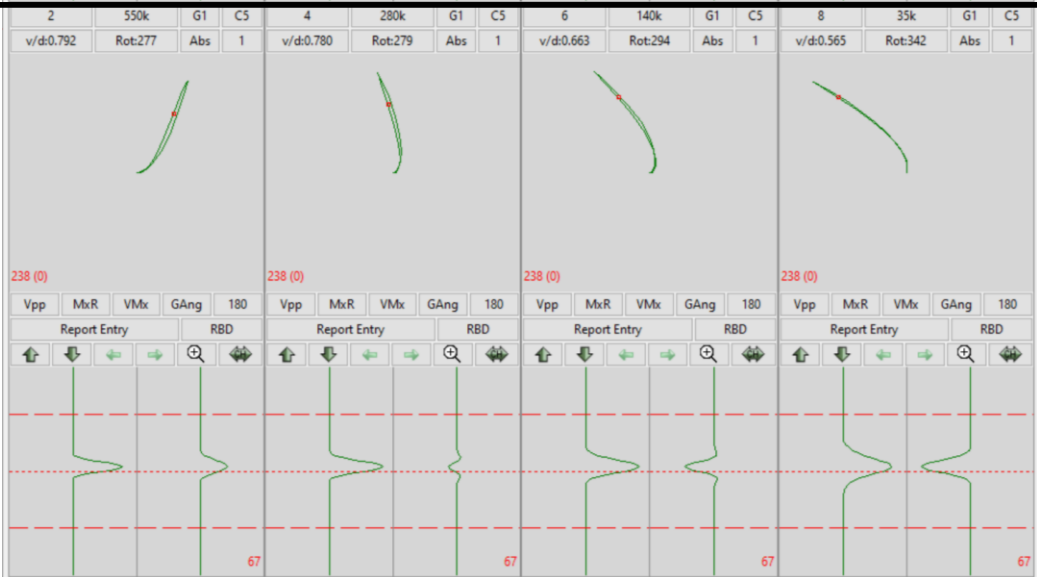 2 550k G1 C5 4 280k G1 C5 6 140k G1 C5 8 35k G1 C5
v/d:0.792 Rot:277 Abs 1 v/d:0.780 Rot:279 Abs 1 v/d:0.663 Rot:294 Abs 1 v/d:0.565 Rot:342 Abs 1
238 (0) 238 (0) 238 (0) 238 (0)
Vpp MxR VMx GAng 180 Vpp MxR VMx GAng 180 Vpp MxR VMx GAng 180 Vpp MxR VMx GAng 180
Report Entry RBD Report Entry RBD Report Entry RBD Report Entry RBD
67 67 67 67